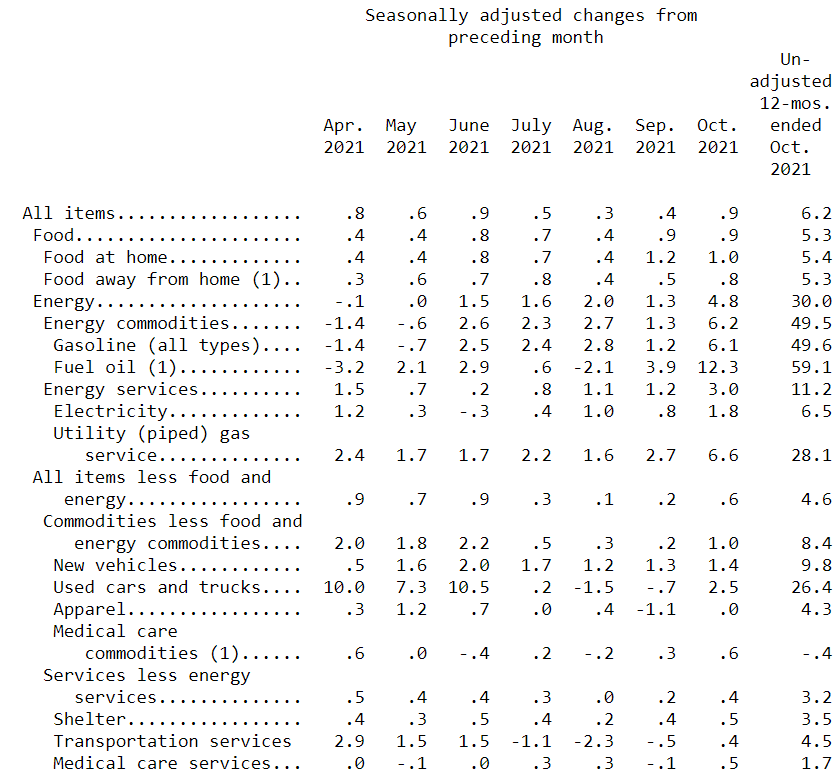 Seasonally adjusted changes from
preceding month
Un-
adjusted
12-mos.
Apr. May June July Aug. Sep. Oct. ended
2021 2021 2021 2021 2021 2021 2021 Oct.
2021
All items.................. .8 .6 .9 .5 .3 .4 .9 6.2
Food...................... .4 .4 .8 .7 .4 .9 .9 5.3
Food at home............. .4 .4 .8 .7 .4 1.2 1.0 5.4
Food away from home (1).. .3 .6 .7 .8 .4 .5 .8 5.3
Energy.................... -.1 .0 1.5 1.6 2.0 1.3 4.8 30.0
Energy commodities....... -1.4 -.6 2.6 2.3 2.7 1.3 6.2 49.5
Gasoline (all types).... -1.4 -.7 2.5 2.4 2.8 1.2 6.1 49.6
Fuel oil (1)............ -3.2 2.1 2.9 .6 -2.1 3.9 12.3 59.1
Energy services.......... 1.5 .7 .2 .8 1.1 1.2 3.0 11.2
Electricity............. 1.2 .3 -.3 .4 1.0 .8 1.8 6.5
Utility (piped) gas
service.............. 2.4 1.7 1.7 2.2 1.6 2.7 6.6 28.1
All items less food and
energy................. .9 .7 .9 .3 .1 .2 .6 4.6
Commodities less food and
energy commodities.... 2.0 1.8 2.2 .5 .3 .2 1.0 8.4
New vehicles............ .5 1.6 2.0 1.7 1.2 1.3 1.4 9.8
Used cars and trucks.... 10.0 7.3 10.5 .2 -1.5 -.7 2.5 26.4
Apparel................. .3 1.2 .7 .0 .4 -1.1 .0 4.3
Medical care
commodities (1)...... .6 .0 -.4 .2 -.2 .3 .6 -.4
Services less energy
services.............. .5 .4 .4 .3 .0 .2 .4 3.2
Shelter................. .4 .3 .5 .4 .2 .4 .5 3.5
Transportation services 2.9 1.5 1.5 -1.1 -2.3 -.5 .4 4.5
Medical care services... .0 -.1 .0 .3 .3 -.1 .5 1.7